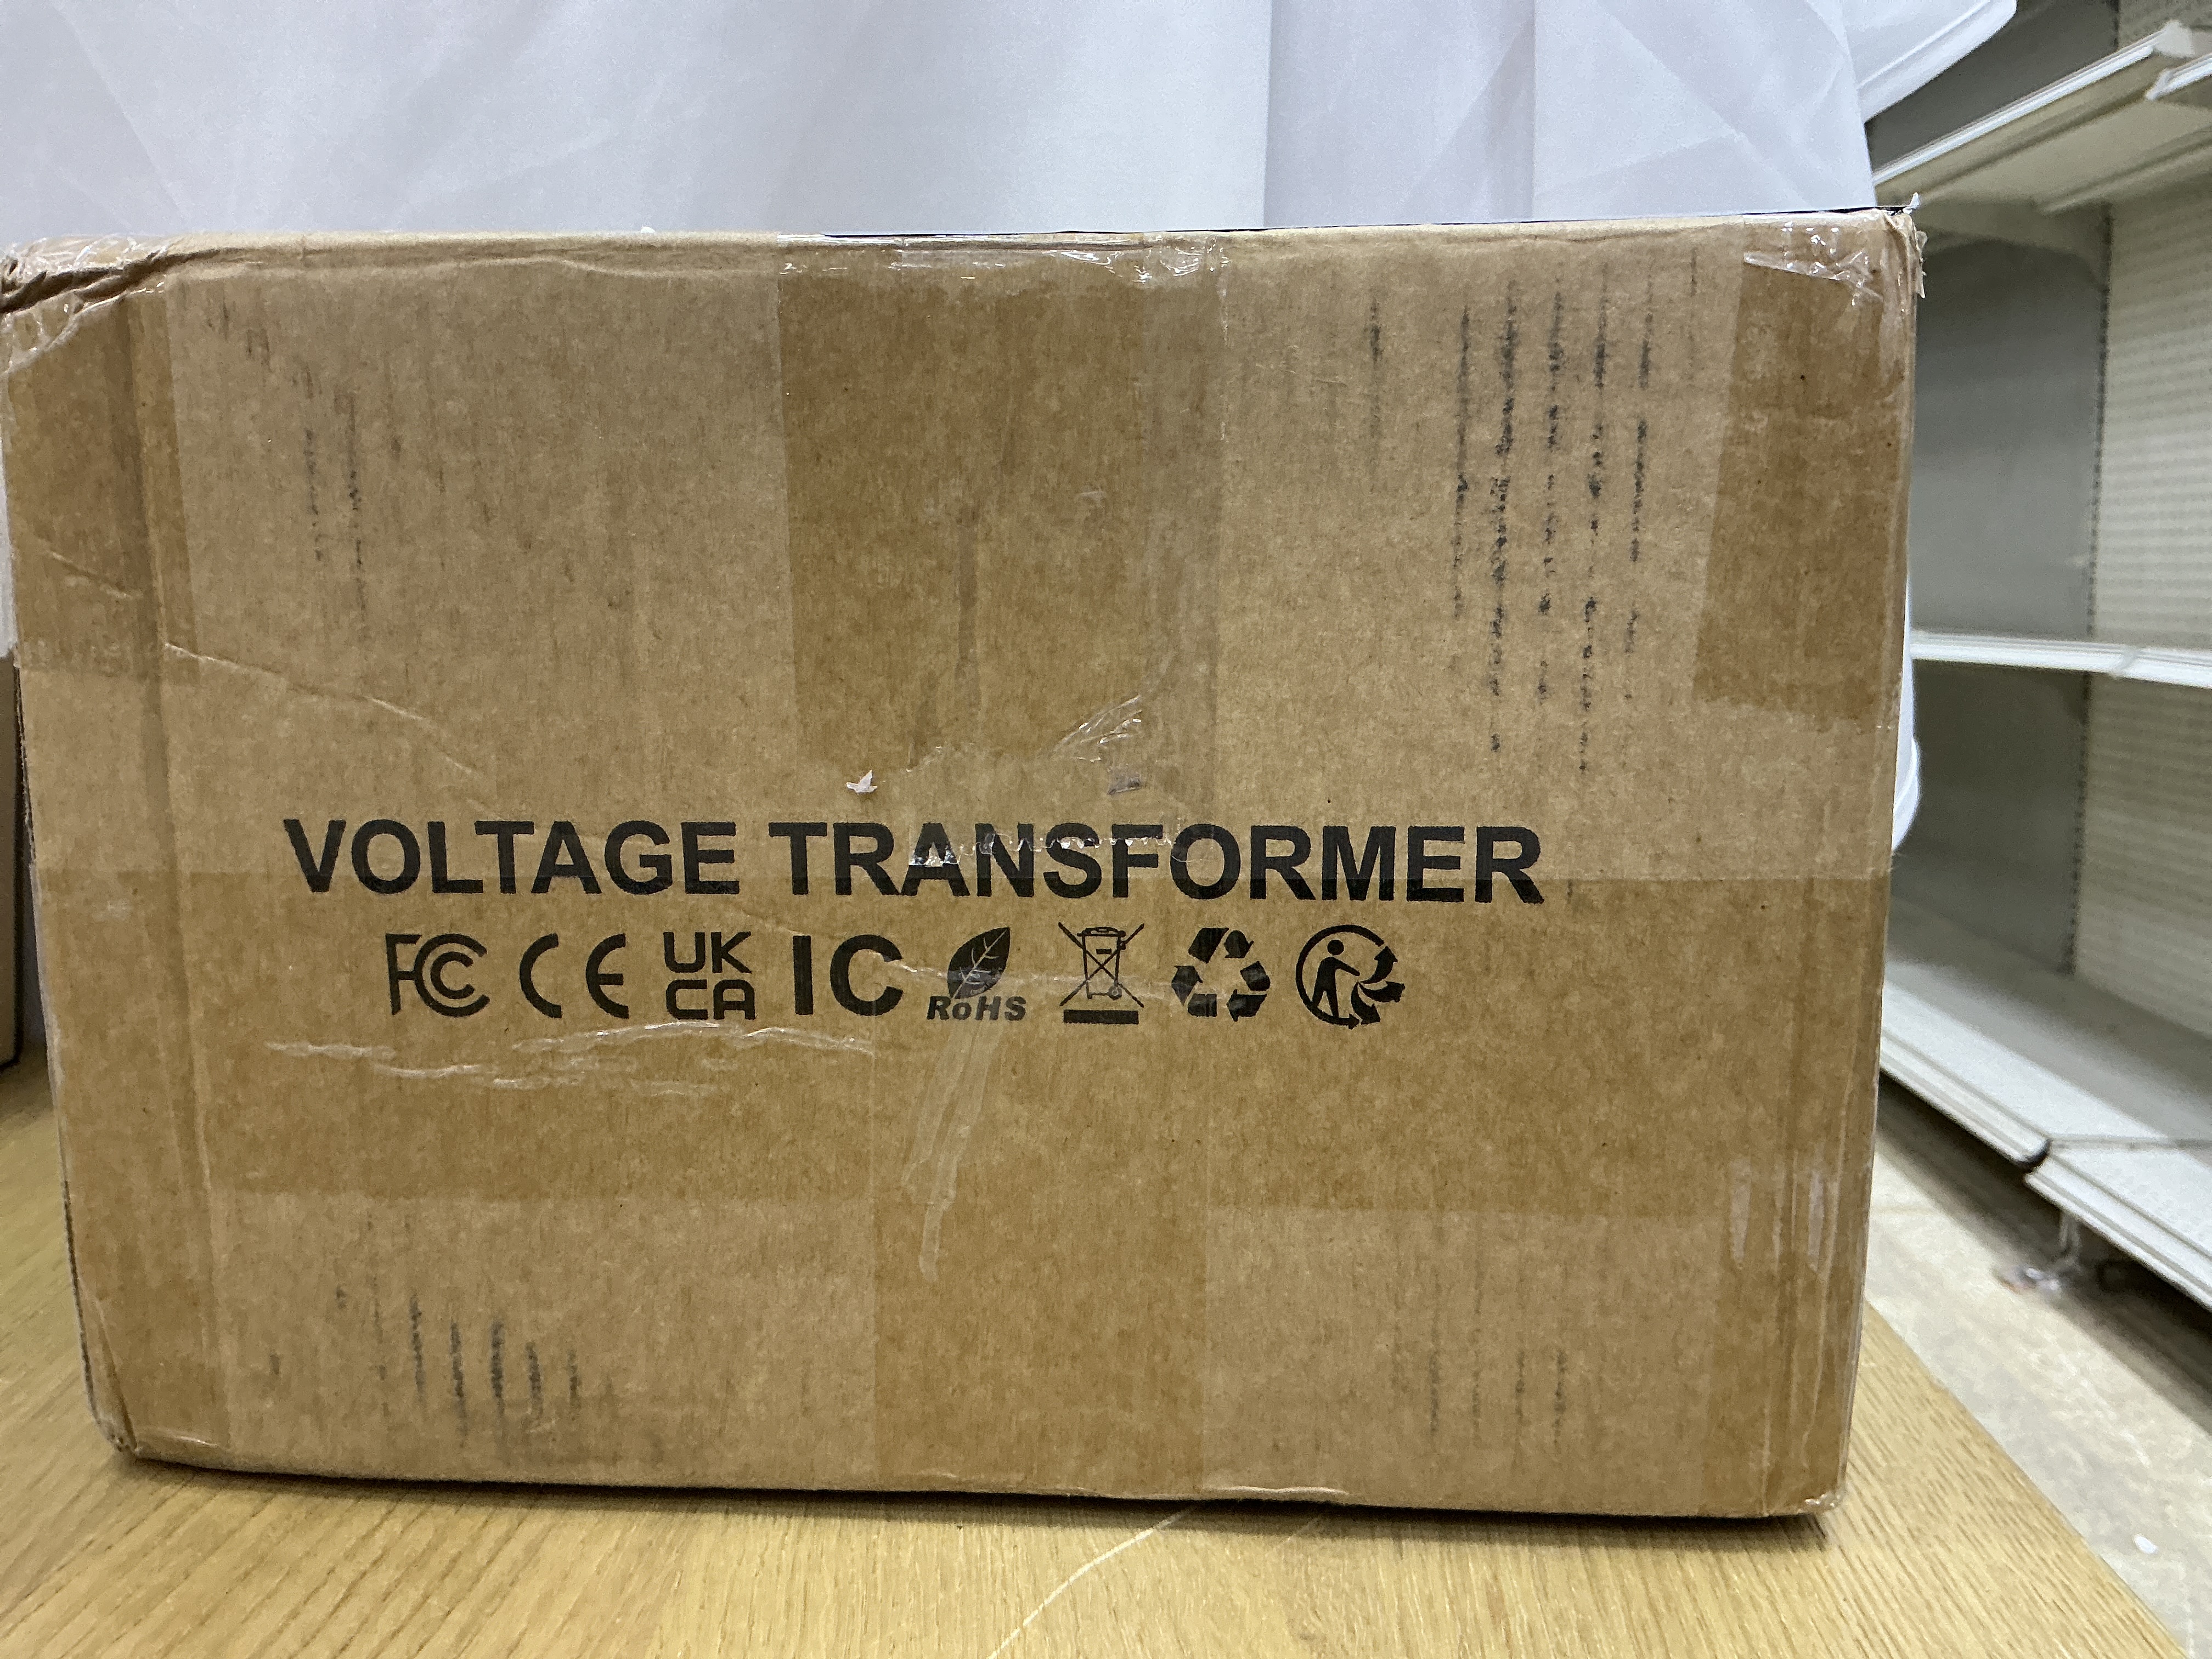 VOLTAGE TRANSFORMER
FC CE UK CA IC RoHS